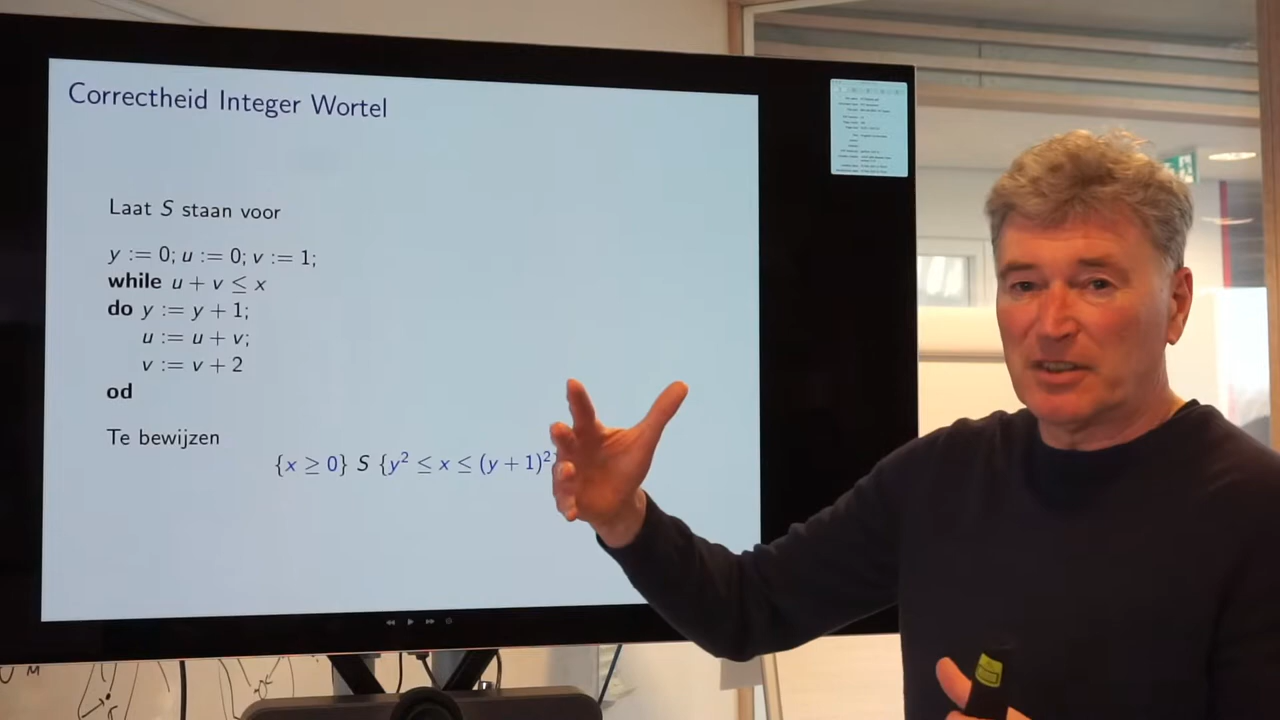 Correctheid Integer Wortel
Laat S staan voor
y := 0; u := 0; v := 1;
while u + v ≤ x
do y := y + 1;
u := u + v;
v := v + 2
od
Te bewijzen
{x ≥ 0} S {y² ≤ x ≤ (y + 1)²